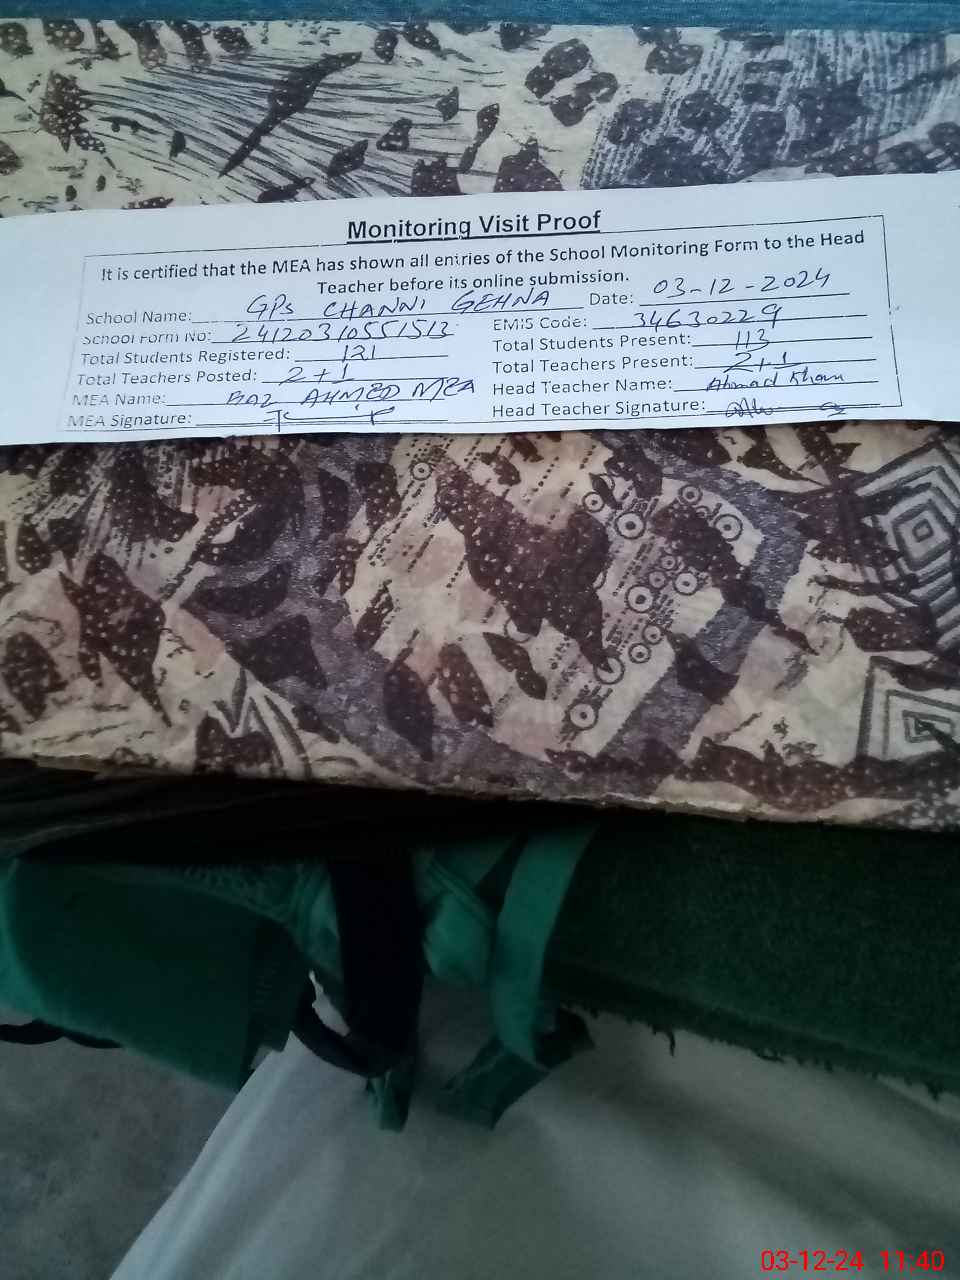 Monitoring Visit Proof
It is certified that the MEA has shown all entries of the School Monitoring Form to the Head
Teacher before its online submission.
School Name: GPs CHANNI GEHNA Date: 03-12-2024
School Form No: 24120310551513 EMIS Code: 34630229
Total Students Registered: 121 Total Students Present: 113
Total Teachers Posted: 2+1 Total Teachers Present: 2+1
MEA Name: AHMED MEA Head Teacher Name: Ahmad Khan
MEA Signature: Head Teacher Signature:
03-12-24 11:40